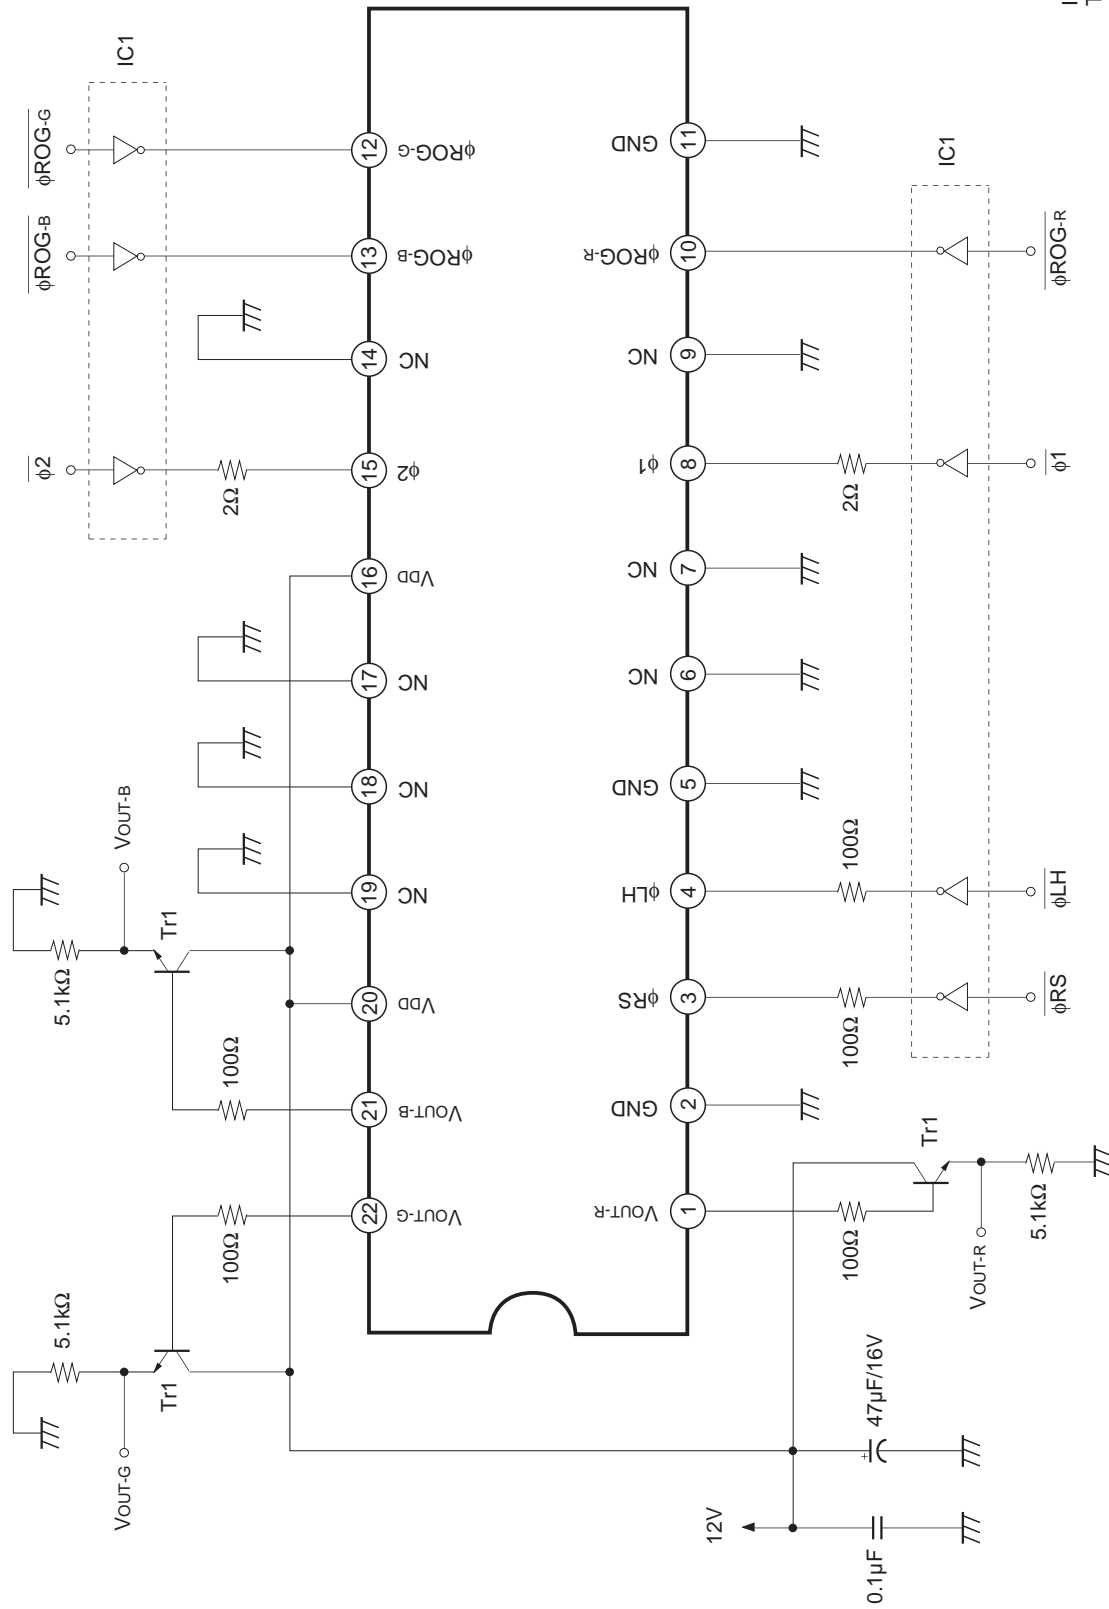 φROG-G
IC1
φROG-B
φ2
2Ω
12
φROG-G
13
φROG-B
14
NC
15
φ2
16
VDD
17
NC
18
NC
19
NC
20
VDD
21
VOUT-B
22
VOUT-G
VOUT-B
Tr1
5.1kΩ
100Ω
100Ω
5.1kΩ
Tr1
VOUT-G
GND
11
φROG-R
10
NC
9
φ1
8
NC
7
NC
6
GND
5
φLH
4
φRS
3
GND
2
VOUT-R
1
IC1
φROG-R
2Ω
φ1
100Ω
φLH
100Ω
φRS
Tr1
100Ω
5.1kΩ
VOUT-R
47µF/16V
+
12V
0.1µF